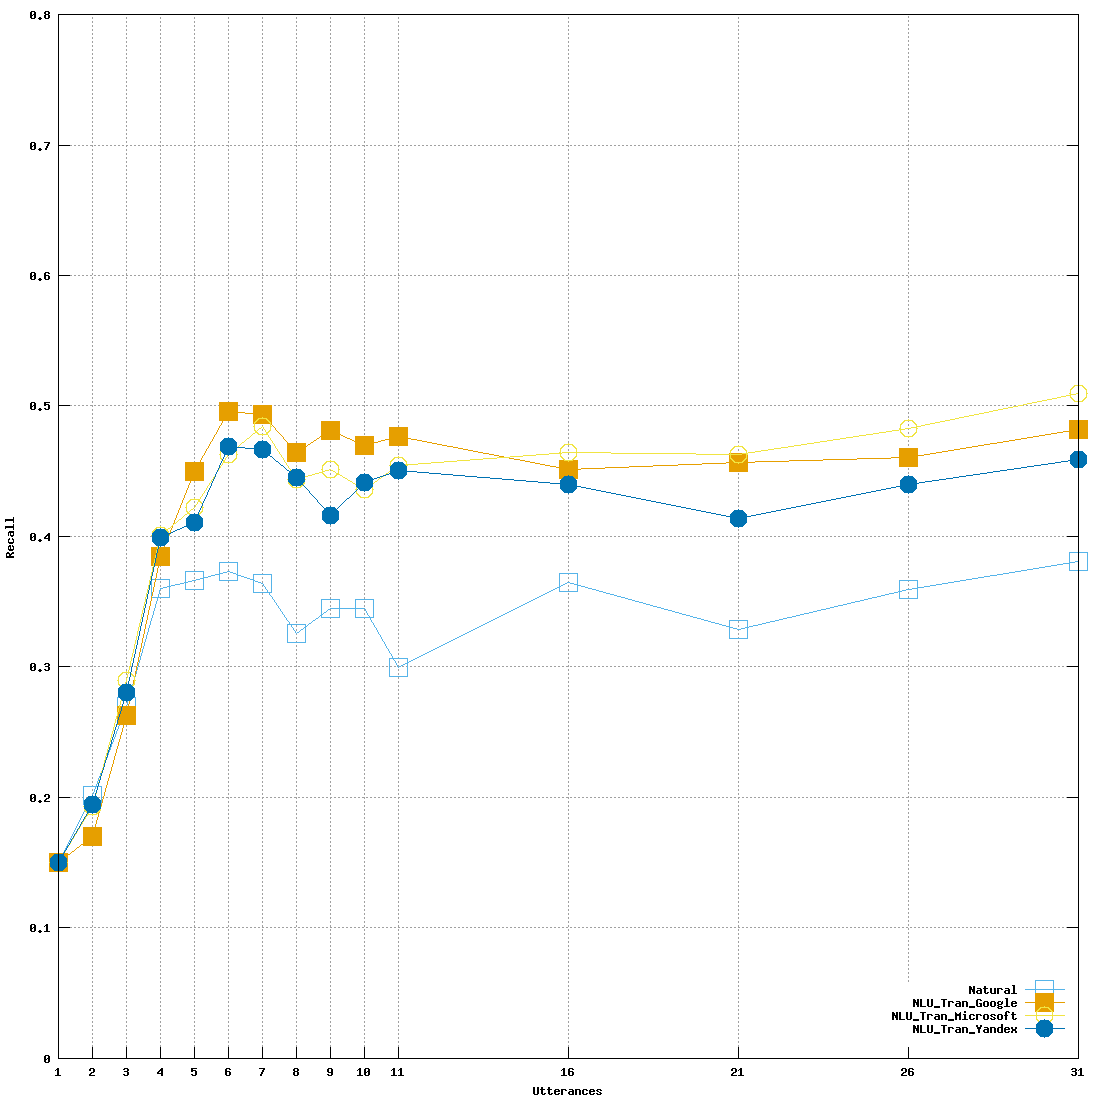 0.8
0.7
0.6
0.5
0.4
0.3
0.2
0.1
0
Recall
1 2 3 4 5 6 7 8 9 10 11 16 21 26 31
Utterances
Natural
NLU_Tran_Google
NLU_Tran_Microsoft
NLU_Tran_Yandex